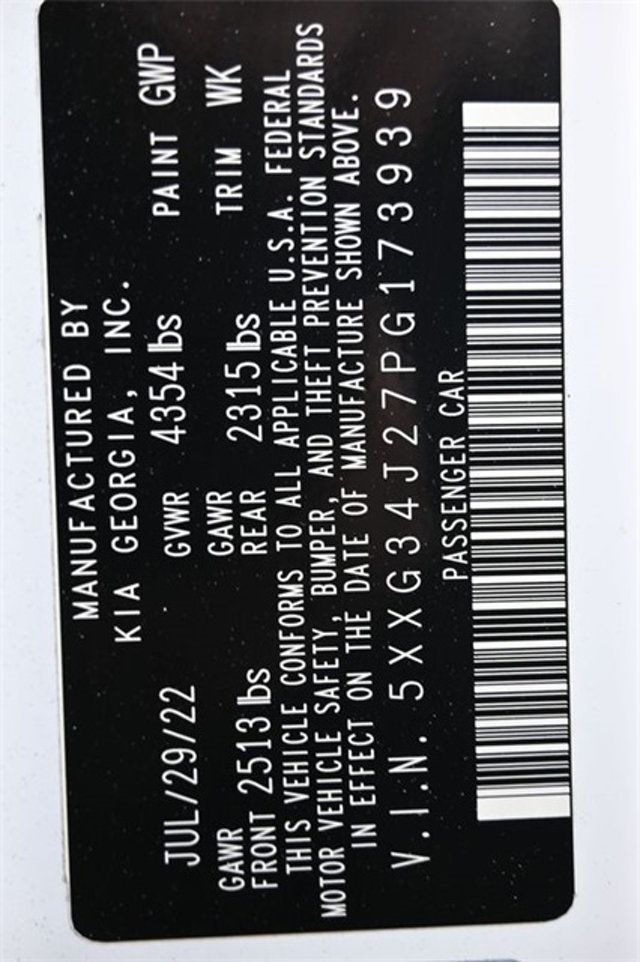 MANUFACTURED BY
KIA GEORGIA, INC.
JUL/29/22 GVWR 4354 lbs PAINT GWP
GAWR GAWR
FRONT 2513 lbs REAR 2315 lbs TRIM WK
THIS VEHICLE CONFORMS TO ALL APPLICABLE U.S.A. FEDERAL
MOTOR VEHICLE SAFETY, BUMPER, AND THEFT PREVENTION STANDARDS
IN EFFECT ON THE DATE OF MANUFACTURE SHOWN ABOVE.
V.I.N. 5XXG34J27PG173939
PASSENGER CAR